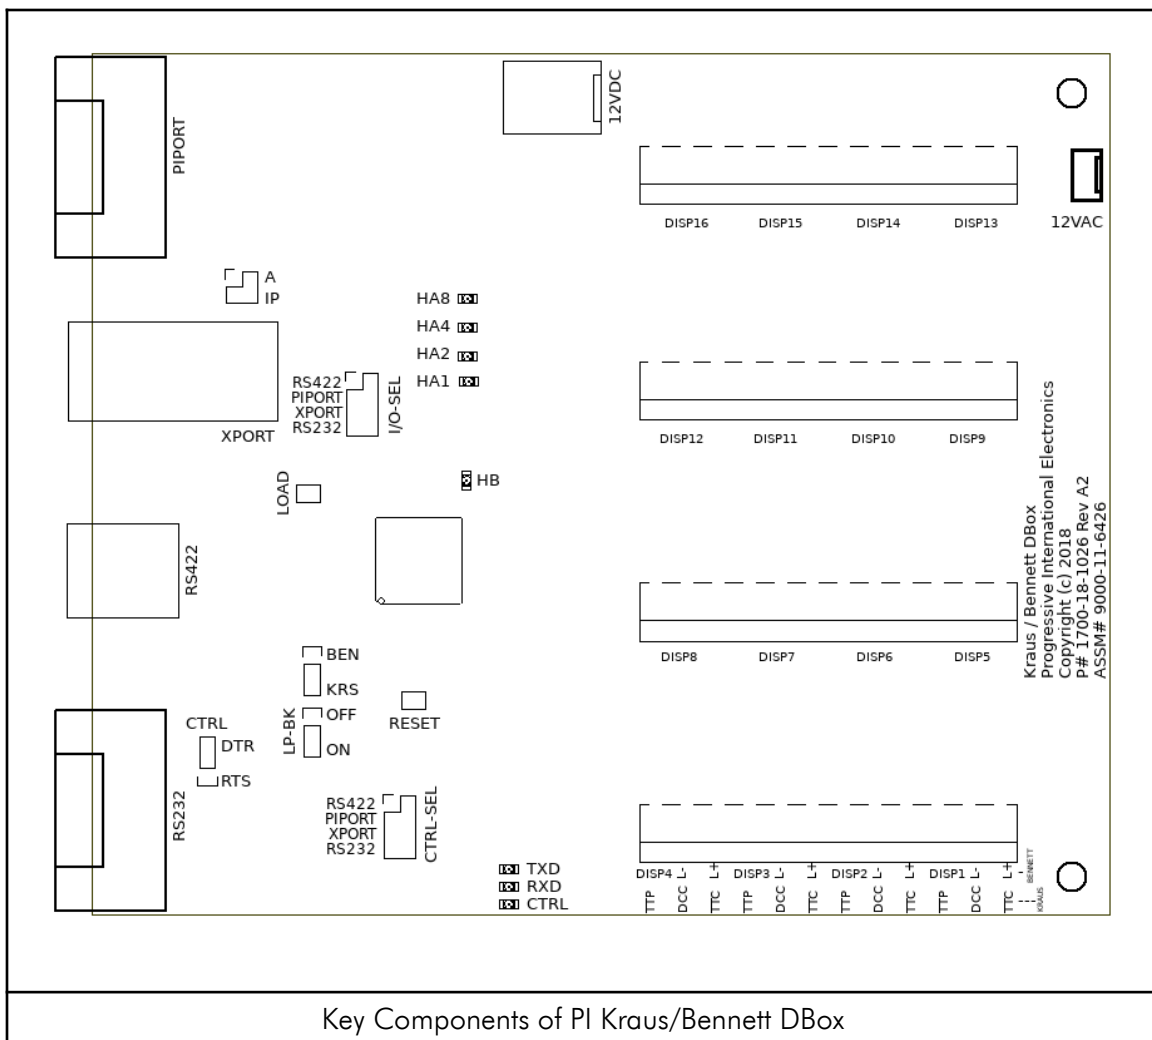 12VDC
PIPORT
DISP16 DISP15 DISP14 DISP13
12VAC
A
IP
HA8
HA4
HA2
HA1
RS422
PIPORT
XPORT
RS232
I/O-SEL
XPORT
DISP12 DISP11 DISP10 DISP9
LOAD
HB
RS422
Kraus / Bennett DBox
Progressive International Electronics
Copyright (c) 2018
P# 1700-18-1026 Rev A2
ASSM# 9000-11-6426
DISP8 DISP7 DISP6 DISP5
BEN
KRS
LP-BK
OFF
ON
RESET
CTRL
DTR
RTS
RS232
RS422
PIPORT
XPORT
RS232
CTRL-SEL
TXD
RXD
CTRL
DISP4 L- L+ DISP3 L- L+ DISP2 L- L+ DISP1 L- L+ - BENNETT
TTP DCC TTC TTP DCC TTC TTP DCC TTC TTP DCC TTC --- KRAUS
Key Components of PI Kraus/Bennett DBox